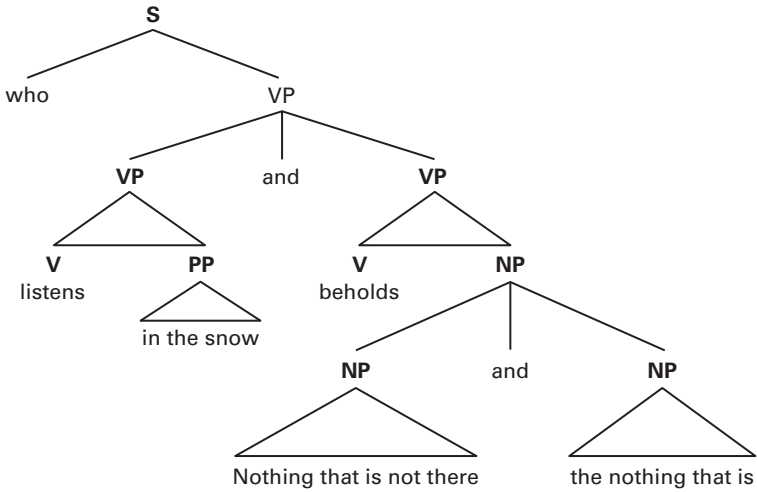 S
who VP
VP and VP
V PP V NP
listens beholds
in the snow
NP and NP
Nothing that is not there the nothing that is